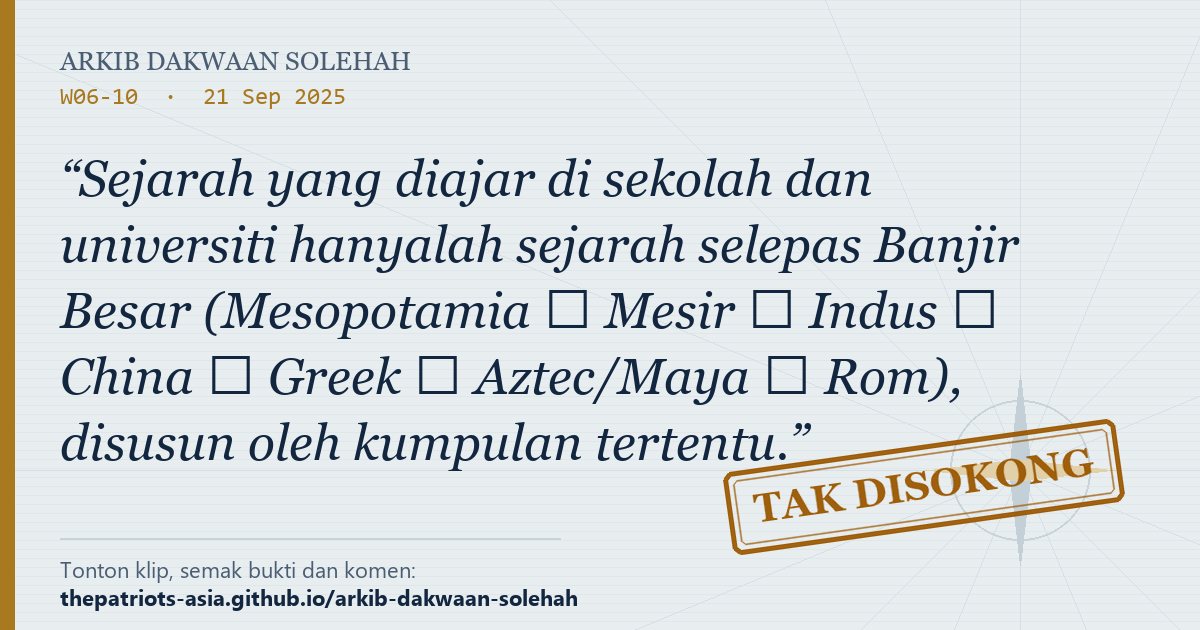 ARKIB DAKWAAN SOLEHAH
W06-10 · 21 Sep 2025
“Sejarah yang diajar di sekolah dan
universiti hanyalah sejarah selepas Banjir
Besar (Mesopotamia □ Mesir □ Indus □
China □ Greek □ Aztec/Maya □ Rom),
disusun oleh kumpulan tertentu.”
TAK DISOKONG
Tonton klip, semak bukti dan komen:
thepatriots-asia.github.io/arkib-dakwaan-solehah